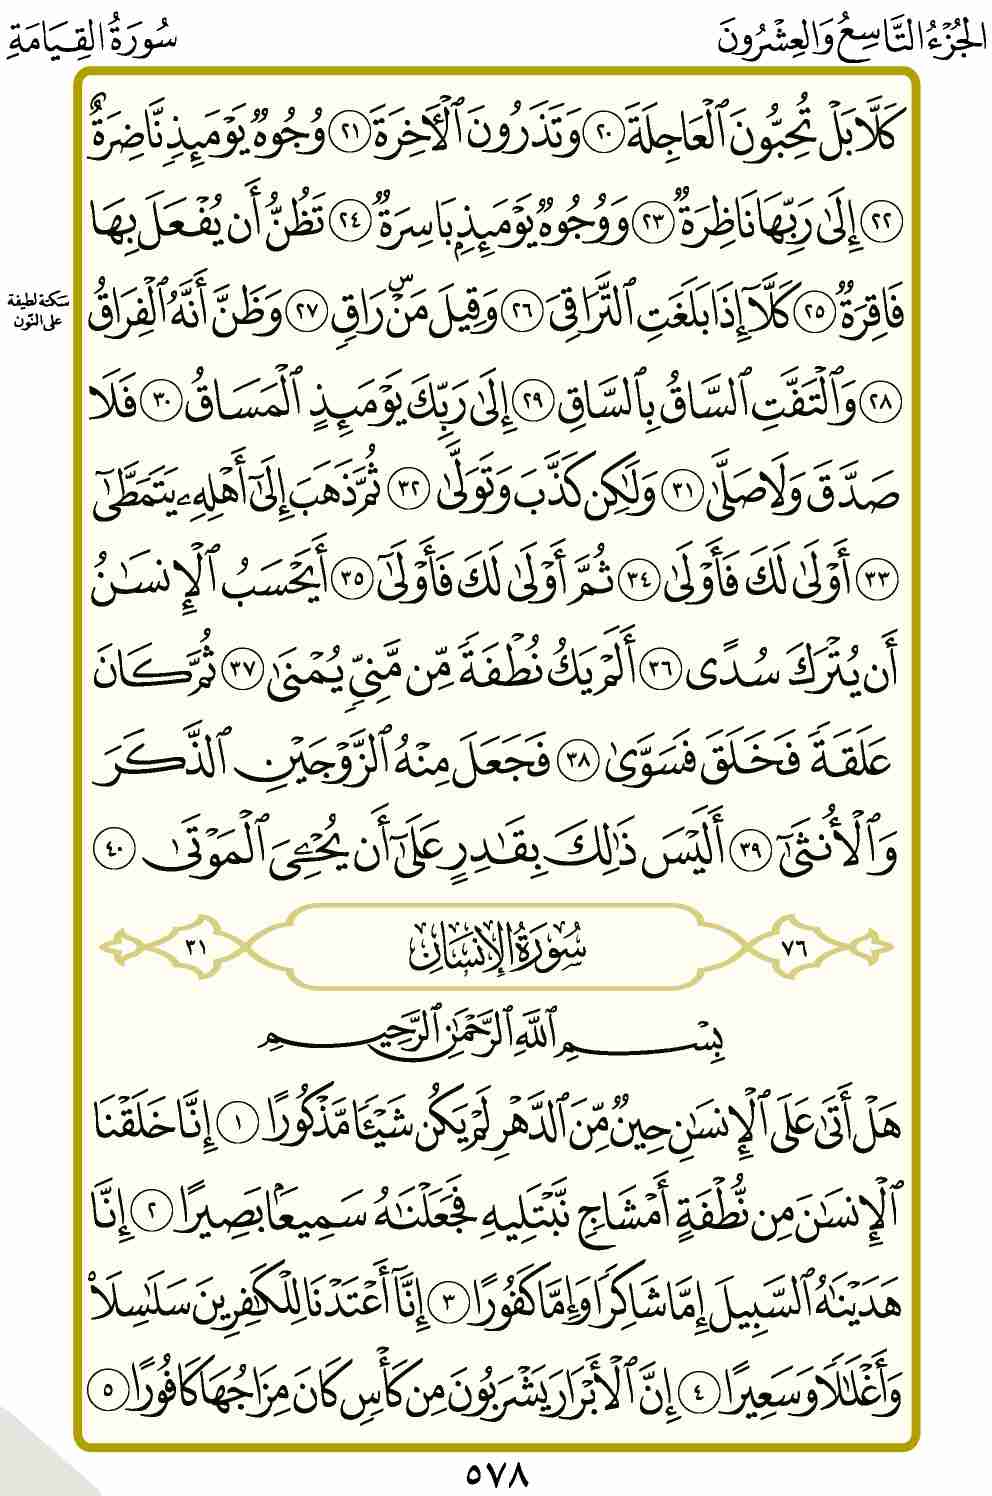 الجُزْءُ التَّاسِعُ وَالعِشْرُونَ
سُورَةُ القِيَامَةِ
كَلَّا بَلْ تُحِبُّونَ ٱلْعَاجِلَةَ ٢٠ وَتَذَرُونَ ٱلْءَاخِرَةَ ٢١ وُجُوهٌ يَوْمَئِذٍ نَّاضِرَةٌ
٢٢ إِلَىٰ رَبِّهَا نَاظِرَةٌ ٢٣ وَوُجُوهٌ يَوْمَئِذٍۭ بَاسِرَةٌ ٢٤ تَظُنُّ أَن يُفْعَلَ بِهَا
فَاقِرَةٌ ٢٥ كَلَّآ إِذَا بَلَغَتِ ٱلتَّرَاقِىَ ٢٦ وَقِيلَ مَنْۜ رَاقٍ ٢٧ وَظَنَّ أَنَّهُ ٱلْفِرَاقُ
سكتة لطيفة
على النّون
٢٨ وَٱلْتَفَّتِ ٱلسَّاقُ بِٱلسَّاقِ ٢٩ إِلَىٰ رَبِّكَ يَوْمَئِذٍ ٱلْمَسَاقُ ٣٠ فَلَا
صَدَّقَ وَلَا صَلَّىٰ ٣١ وَلَٰكِن كَذَّبَ وَتَوَلَّىٰ ٣٢ ثُمَّ ذَهَبَ إِلَىٰٓ أَهْلِهِۦ يَتَمَطَّىٰٓ
٣٣ أَوْلَىٰ لَكَ فَأَوْلَىٰ ٣٤ ثُمَّ أَوْلَىٰ لَكَ فَأَوْلَىٰٓ ٣٥ أَيَحْسَبُ ٱلْإِنسَٰنُ
أَن يُتْرَكَ سُدًى ٣٦ أَلَمْ يَكُ نُطْفَةً مِّن مَّنِىٍّ يُمْنَىٰ ٣٧ ثُمَّ كَانَ
عَلَقَةً فَخَلَقَ فَسَوَّىٰ ٣٨ فَجَعَلَ مِنْهُ ٱلزَّوْجَيْنِ ٱلذَّكَرَ
وَٱلْأُنثَىٰٓ ٣٩ أَلَيْسَ ذَٰلِكَ بِقَٰدِرٍ عَلَىٰٓ أَن يُحْۦِىَ ٱلْمَوْتَىٰ ٤٠
٧٦ سُورَةُ الإِنسَانِ ٣١
بِسْمِ ٱللَّهِ ٱلرَّحْمَٰنِ ٱلرَّحِيمِ
هَلْ أَتَىٰ عَلَى ٱلْإِنسَٰنِ حِينٌ مِّنَ ٱلدَّهْرِ لَمْ يَكُن شَيْـًٔا مَّذْكُورًا ١ إِنَّا خَلَقْنَا
ٱلْإِنسَٰنَ مِن نُّطْفَةٍ أَمْشَاجٍ نَّبْتَلِيهِ فَجَعَلْنَٰهُ سَمِيعًۢا بَصِيرًا ٢ إِنَّا
هَدَيْنَٰهُ ٱلسَّبِيلَ إِمَّا شَاكِرًا وَإِمَّا كَفُورًا ٣ إِنَّآ أَعْتَدْنَا لِلْكَٰفِرِينَ سَلَٰسِلَا۟
وَأَغْلَٰلًا وَسَعِيرًا ٤ إِنَّ ٱلْأَبْرَارَ يَشْرَبُونَ مِن كَأْسٍ كَانَ مِزَاجُهَا كَافُورًا ٥
٥٧٨